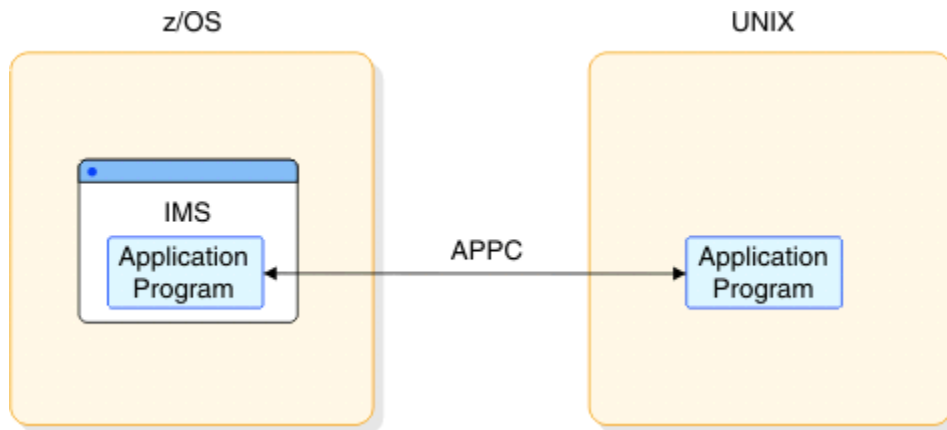 z/OS
UNIX
IMS
Application
Program
APPC
Application
Program